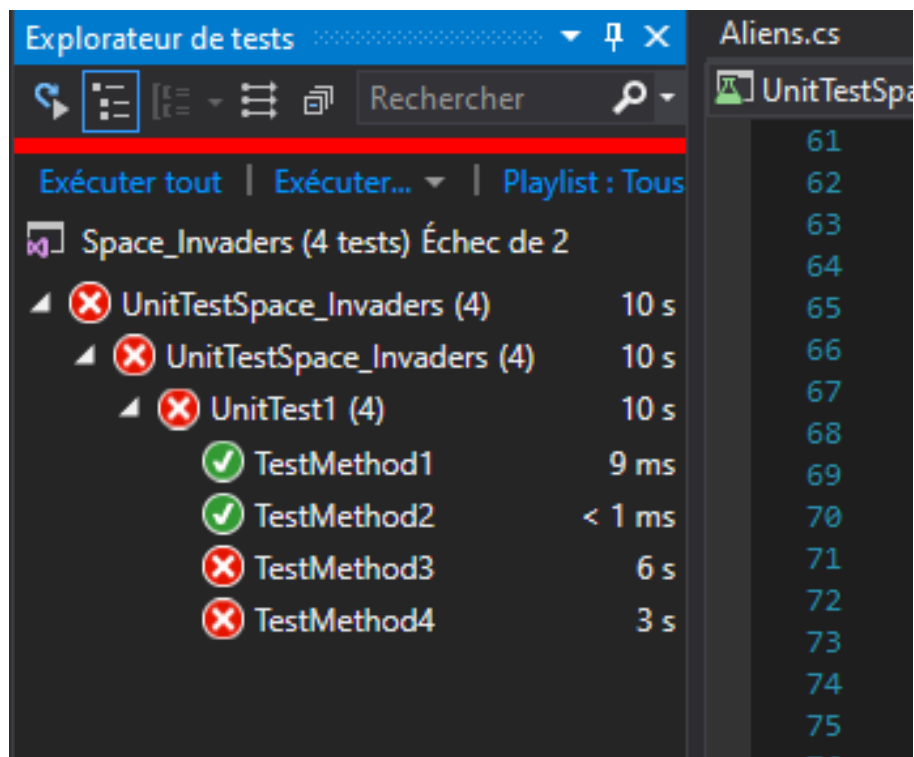 Explorateur de tests
Rechercher
Exécuter tout | Exécuter... | Playlist : Tous
Space_Invaders (4 tests) Échec de 2
UnitTestSpace_Invaders (4) 10 s
UnitTestSpace_Invaders (4) 10 s
UnitTest1 (4) 10 s
TestMethod1 9 ms
TestMethod2 < 1 ms
TestMethod3 6 s
TestMethod4 3 s
Aliens.cs
UnitTestSpa
61
62
63
64
65
66
67
68
69
70
71
72
73
74
75